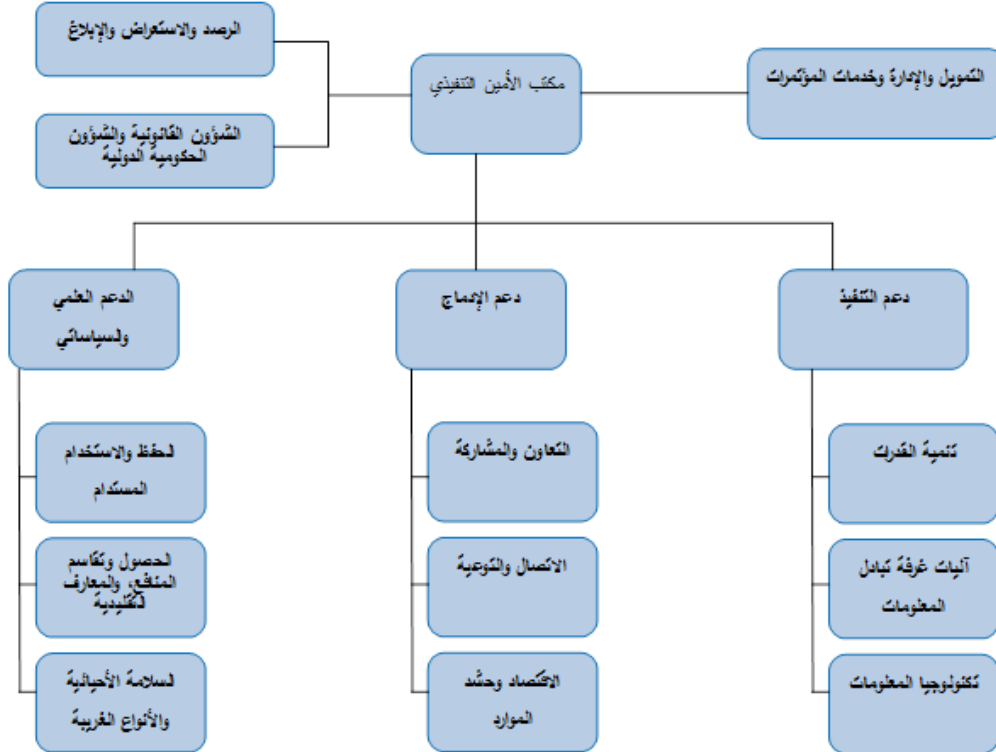 الرصد والاستعراض والإبلاغ
مكتب الأمين التنفيذي
التمويل والإدارة وخدمات المؤتمرات
الشؤون القانونية والشؤون
الحكومية الدولية
دعم التنفيذ
دعم الإدماج
الدعم العلمي
والسياساتي
تنمية القدرات
التعاون والمشاركة
الحفظ والاستخدام
المستدام
آليات غرفة تبادل
المعلومات
الاتصال والتوعية
الحصول وتقاسم
المنافع، والمعارف
التقليدية
تكنولوجيا المعلومات
الاقتصاد وحشد
الموارد
السلامة الأحيائية
والأنواع الغريبة